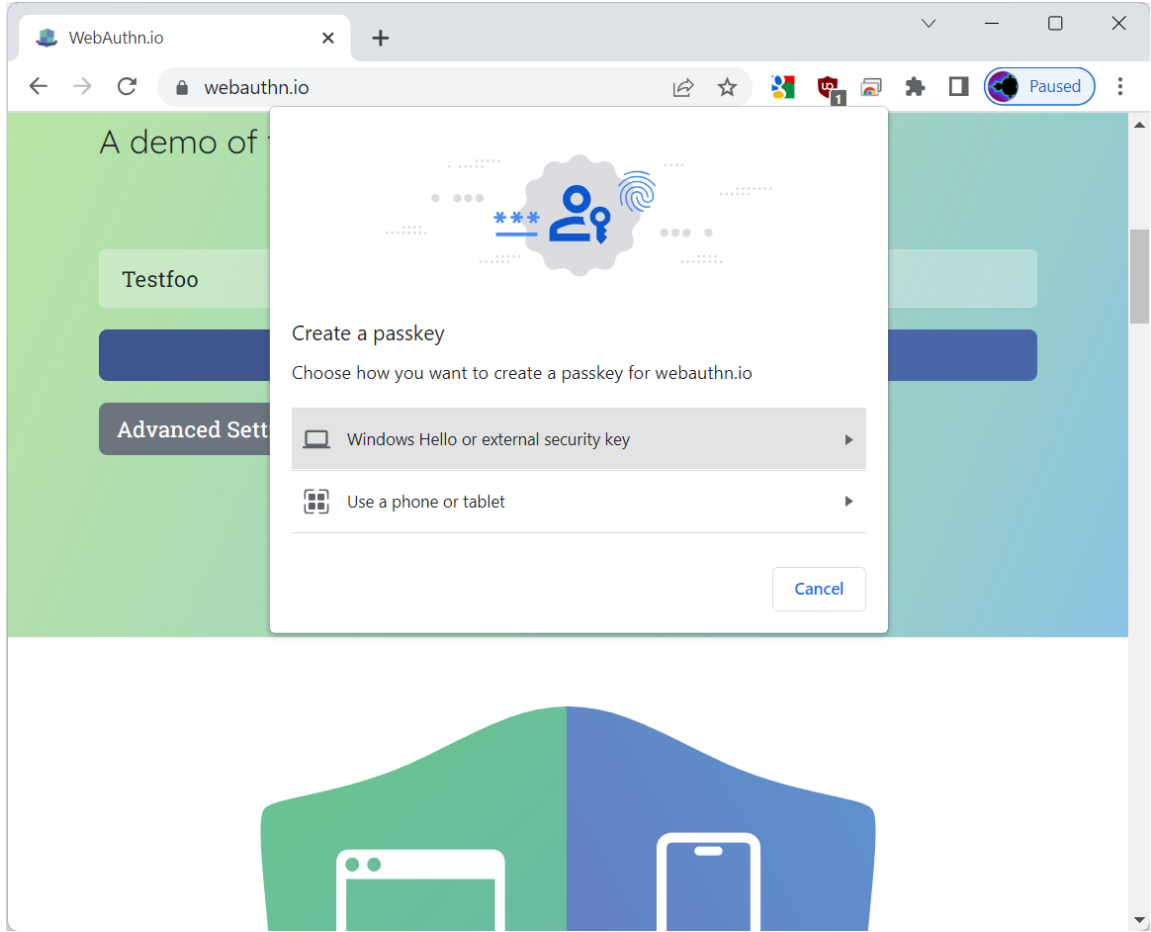 WebAuthn.io
webauthn.io
1
Paused
A demo of
Testfoo
Advanced Sett
***
Create a passkey
Choose how you want to create a passkey for webauthn.io
Windows Hello or external security key
Use a phone or tablet
Cancel